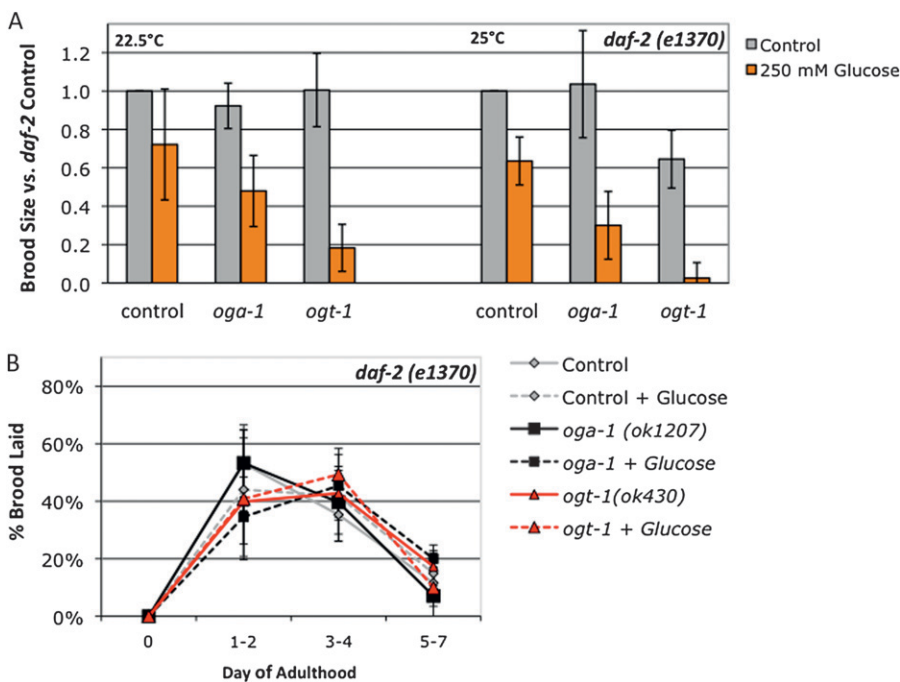 A
Brood Size vs. daf-2 Control
1.2
1.0
0.8
0.6
0.4
0.2
0.0
22.5°C
25°C
daf-2 (e1370)
Control
250 mM Glucose
control
oga-1
ogt-1
control
oga-1
ogt-1
B
% Brood Laid
80%
60%
40%
20%
0%
daf-2 (e1370)
0
1-2
3-4
5-7
Day of Adulthood
Control
Control + Glucose
oga-1 (ok1207)
oga-1 + Glucose
ogt-1(ok430)
ogt-1 + Glucose